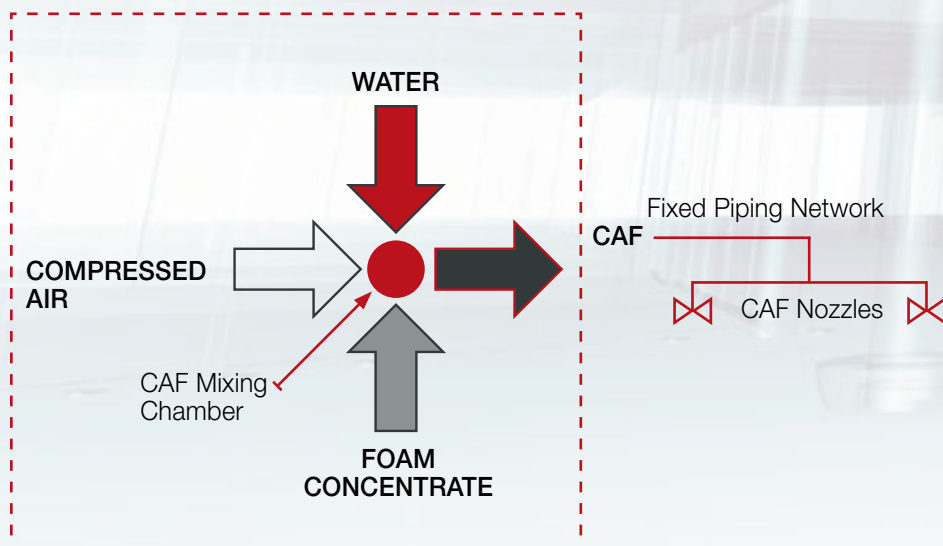 WATER
Fixed Piping Network
CAF
COMPRESSED
AIR
CAF Nozzles
CAF Mixing
Chamber
FOAM
CONCENTRATE